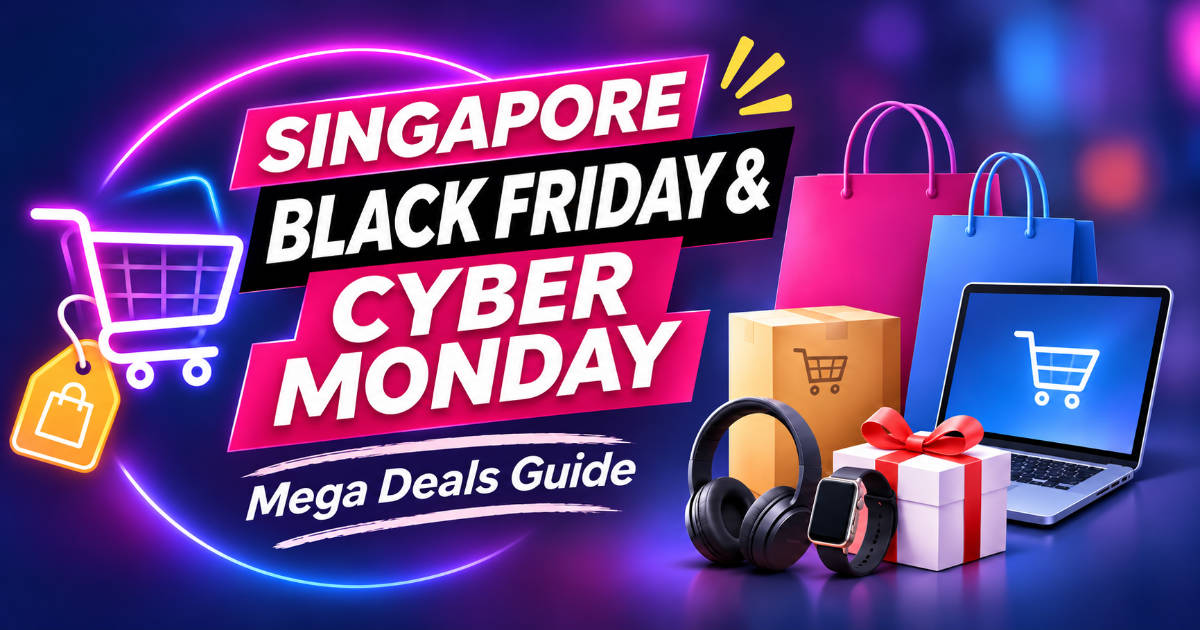 SINGAPORE
BLACK FRIDAY &
CYBER
MONDAY
Mega Deals Guide